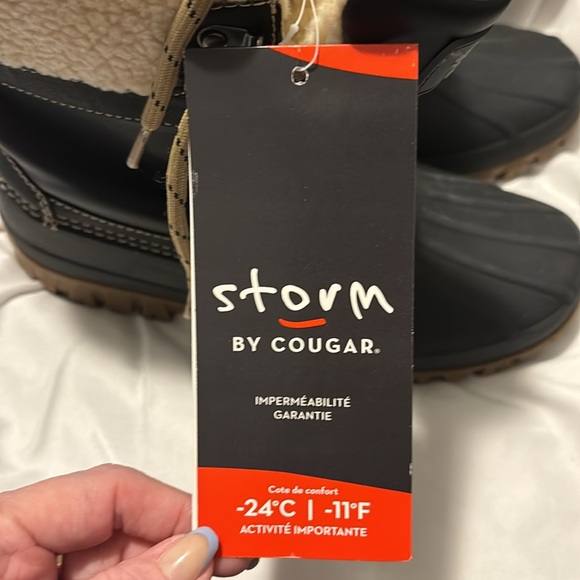 storm
BY COUGAR®
IMPERMÉABILITÉ
GARANTIE
Cote de confort
-24°C | -11°F
ACTIVITÉ IMPORTANTE